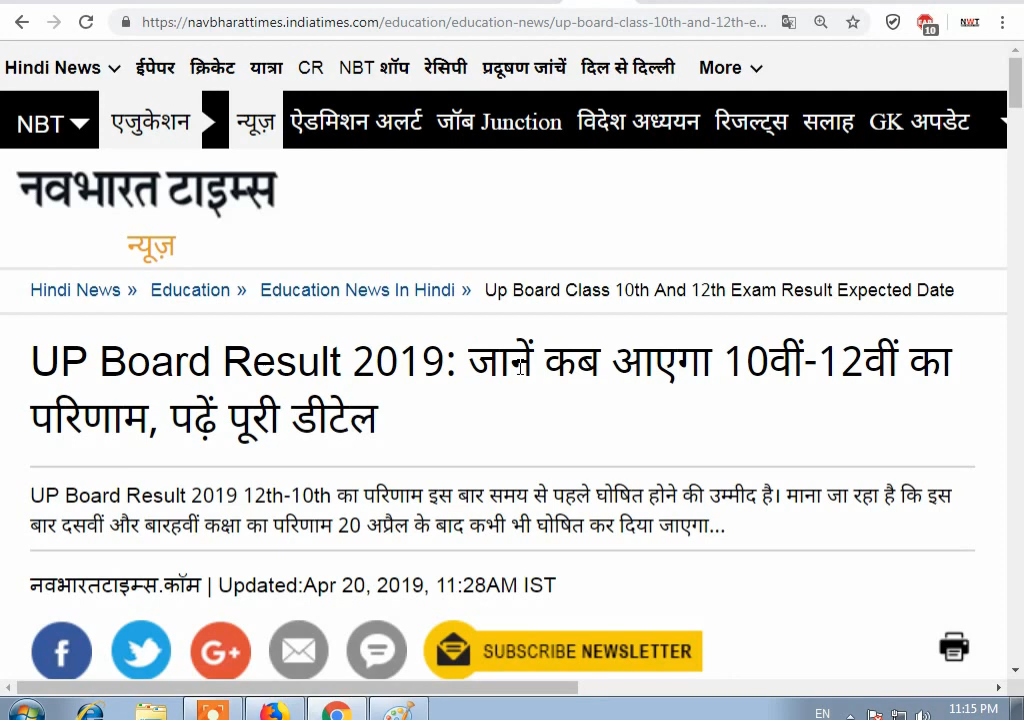 https://navbharattimes.indiatimes.com/education/education-news/up-board-class-10th-and-12th-e...
10
NWT
Hindi News ईपेपर क्रिकेट यात्रा CR NBT शॉप रेसिपी प्रदूषण जांचें दिल से दिल्ली More
NBT एजुकेशन न्यूज़ ऐडमिशन अलर्ट जॉब Junction विदेश अध्ययन रिजल्ट्स सलाह GK अपडेट
नवभारत टाइम्स
न्यूज़
Hindi News » Education » Education News In Hindi » Up Board Class 10th And 12th Exam Result Expected Date
UP Board Result 2019: जानें कब आएगा 10वीं-12वीं का
परिणाम, पढ़ें पूरी डीटेल
UP Board Result 2019 12th-10th का परिणाम इस बार समय से पहले घोषित होने की उम्मीद है। माना जा रहा है कि इस
बार दसवीं और बारहवीं कक्षा का परिणाम 20 अप्रैल के बाद कभी भी घोषित कर दिया जाएगा...
नवभारतटाइम्स.कॉम | Updated:Apr 20, 2019, 11:28AM IST
f G+ SUBSCRIBE NEWSLETTER
EN 11:15 PM